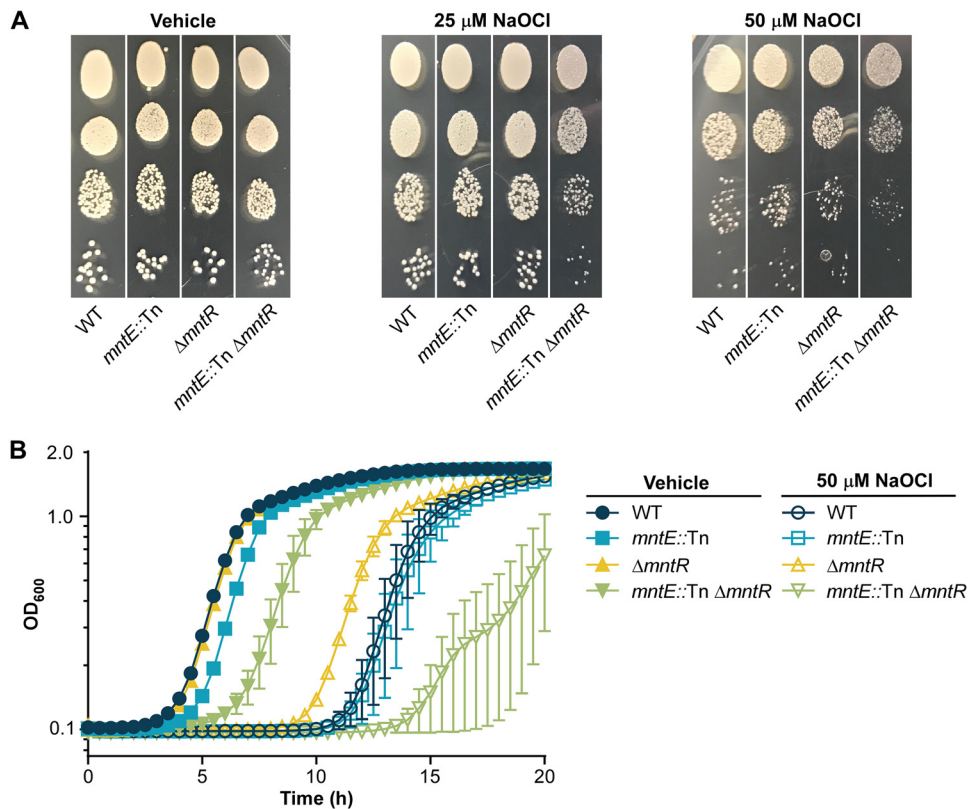 A
Vehicle
25 μM NaOCl
50 μM NaOCl
WT
mntE::Tn
ΔmntR
mntE::Tn ΔmntR
WT
mntE::Tn
ΔmntR
mntE::Tn ΔmntR
WT
mntE::Tn
ΔmntR
mntE::Tn ΔmntR
B
2.0
1.0
0.1
OD600
0 5 10 15 20
Time (h)
Vehicle 50 μM NaOCl
WT WT
mntE::Tn mntE::Tn
ΔmntR ΔmntR
mntE::Tn ΔmntR mntE::Tn ΔmntR